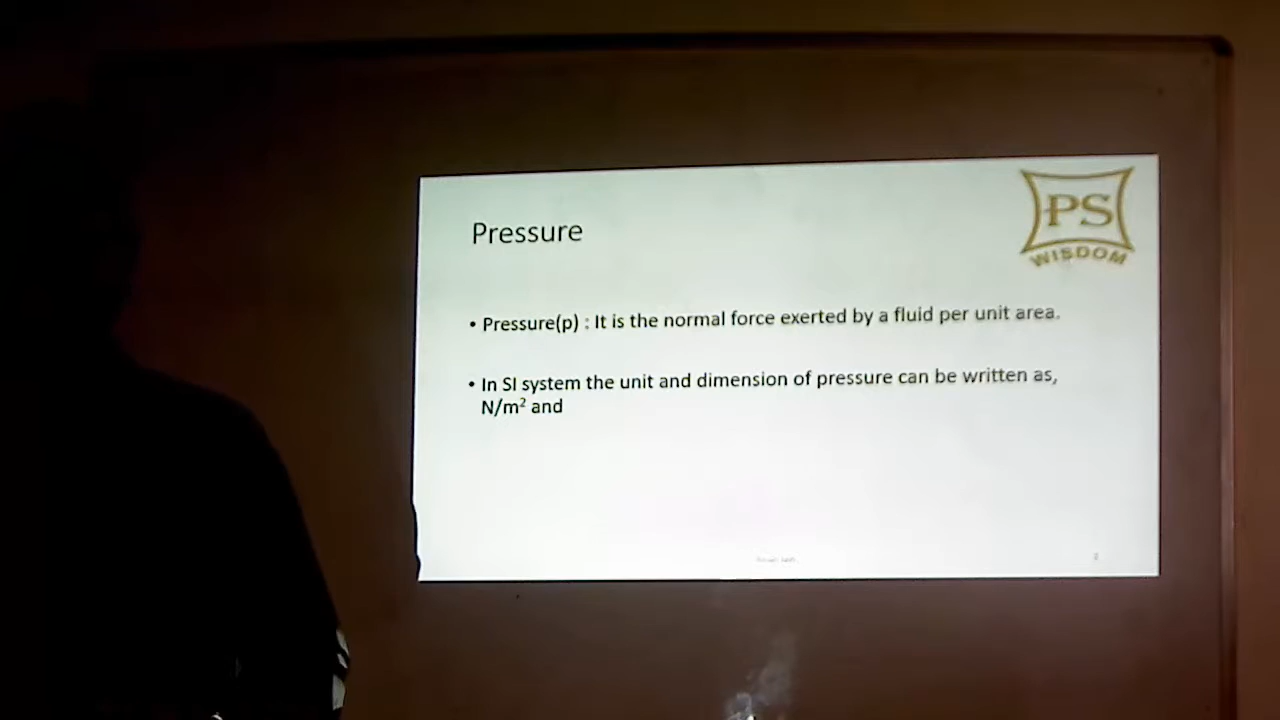 PS
WISDOM
Pressure
• Pressure(p) : It is the normal force exerted by a fluid per unit area.
• In SI system the unit and dimension of pressure can be written as,
N/m² and